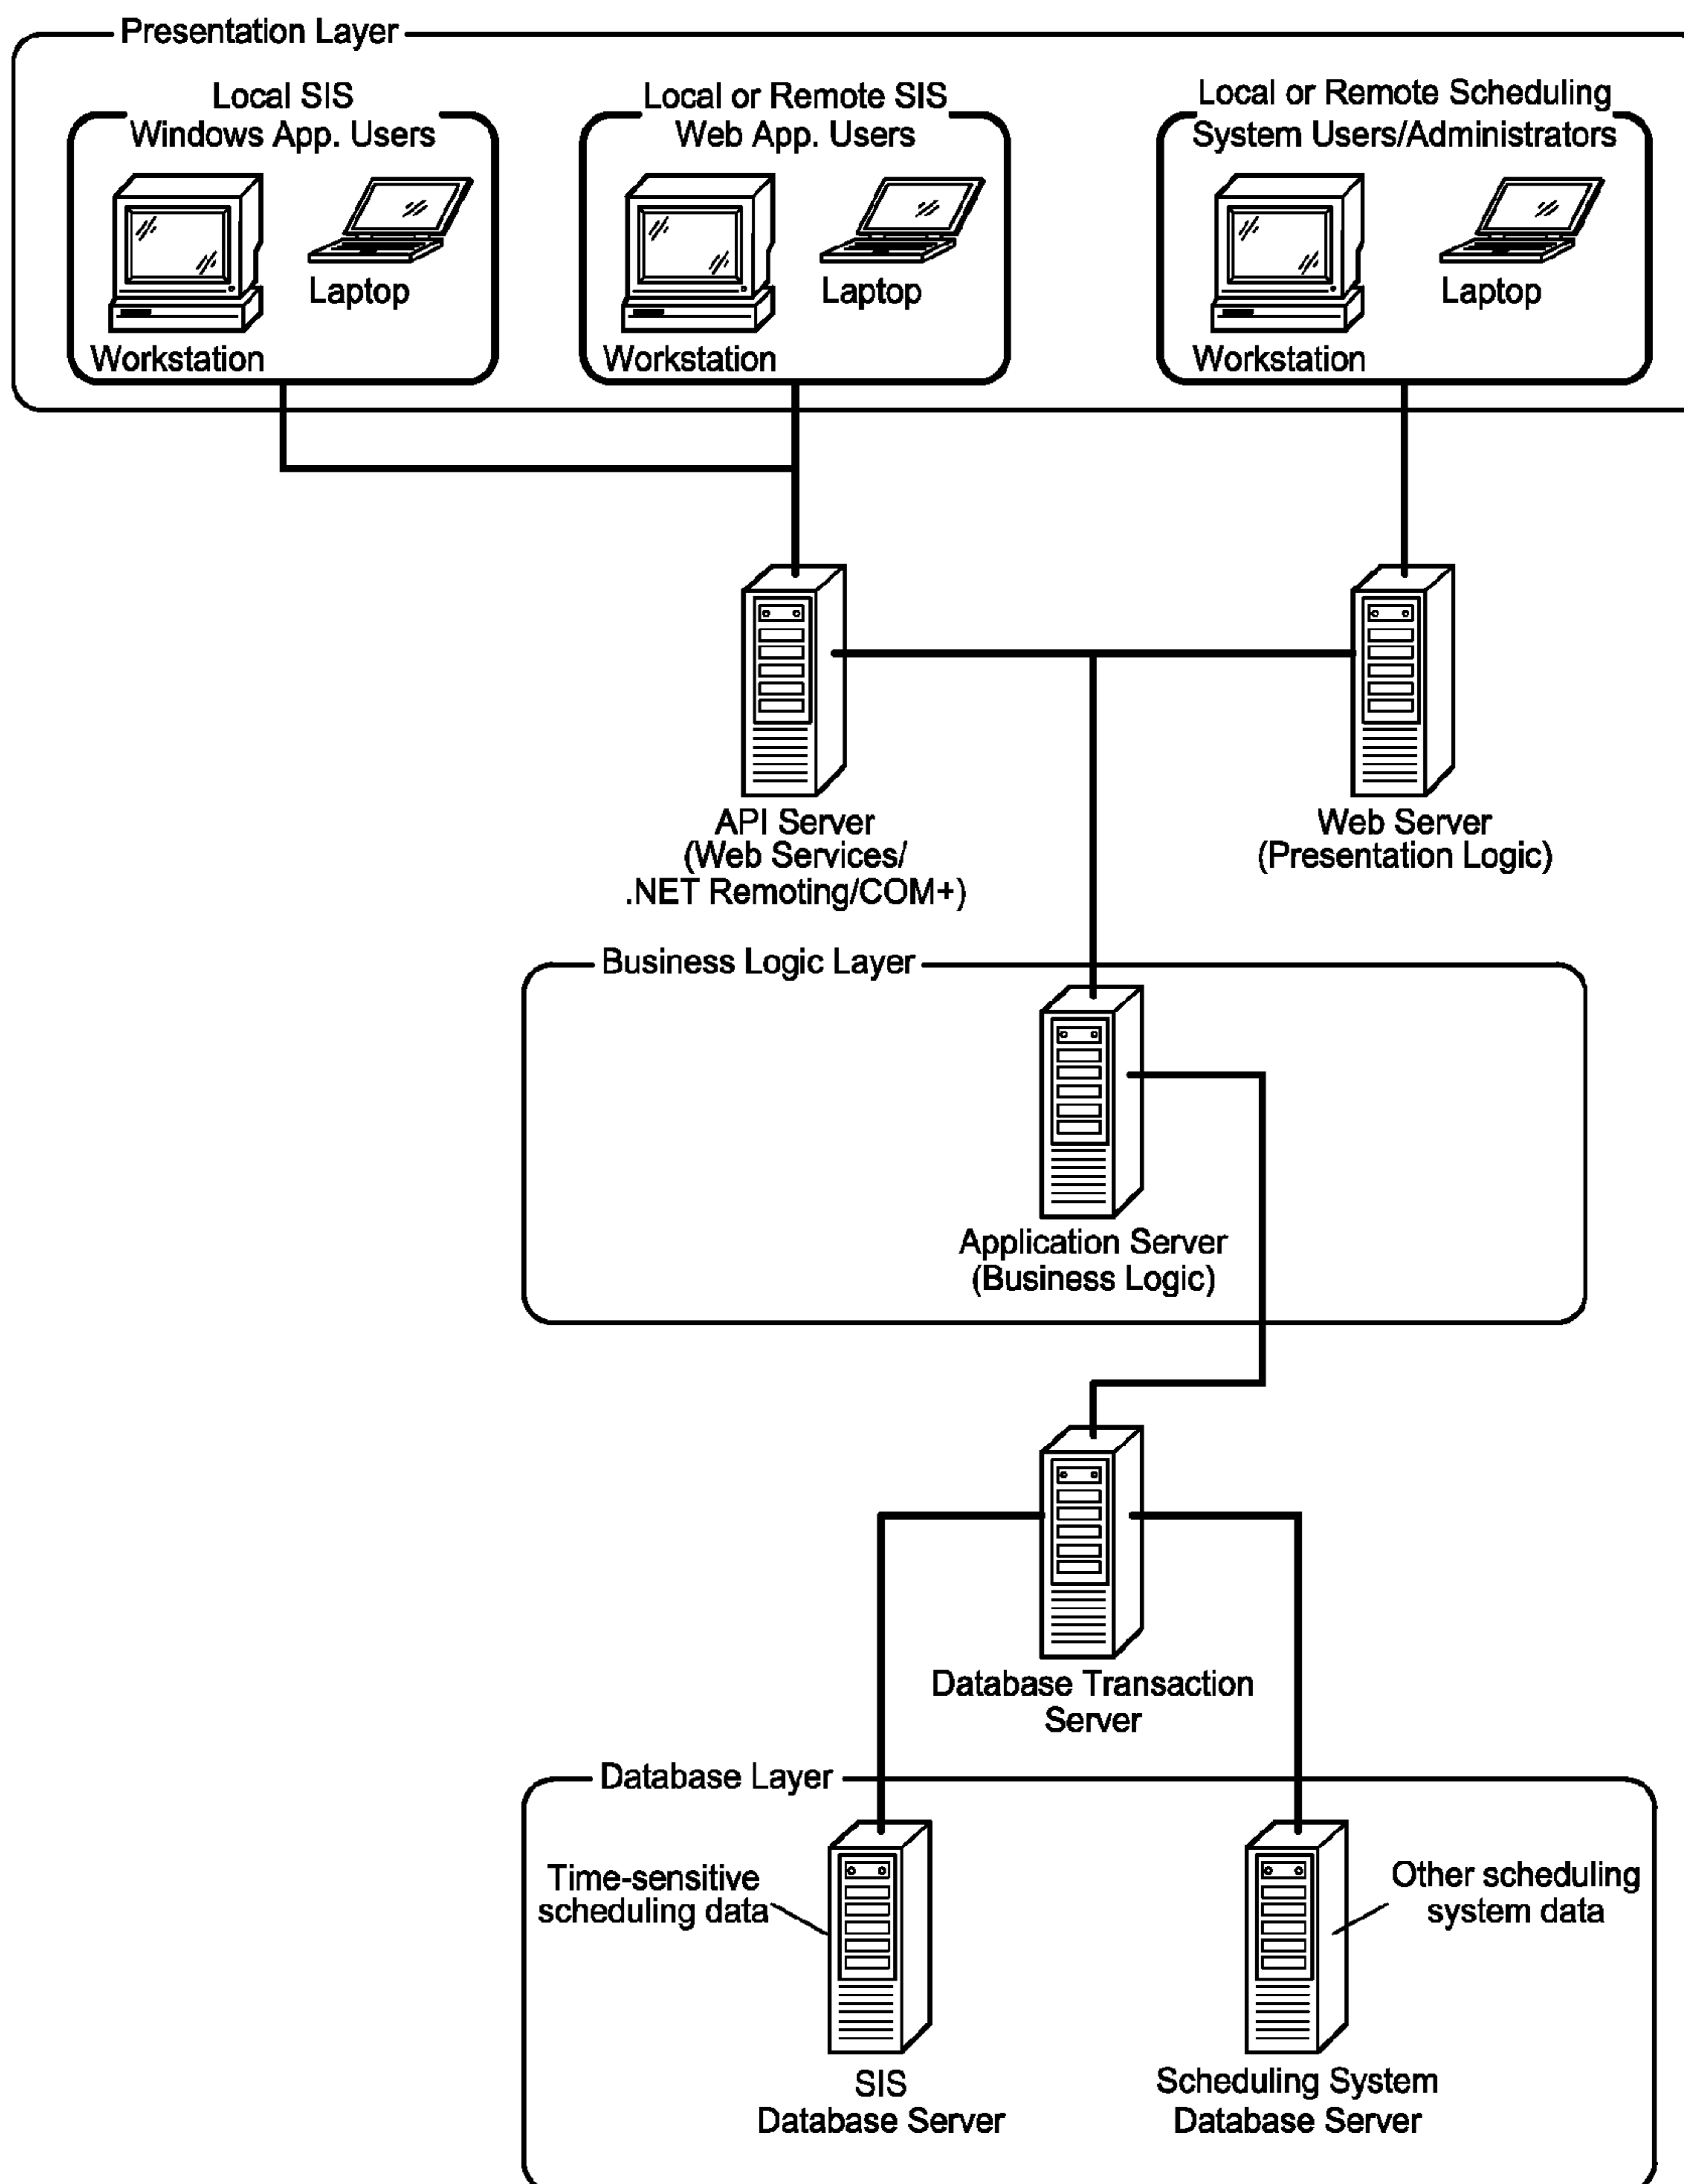 Presentation Layer
Local SIS
Windows App. Users
Laptop
Workstation
Local or Remote SIS
Web App. Users
Laptop
Workstation
Local or Remote Scheduling
System Users/Administrators
Laptop
Workstation
API Server
(Web Services/
.NET Remoting/COM+)
Web Server
(Presentation Logic)
Business Logic Layer
Application Server
(Business Logic)
Database Transaction
Server
Database Layer
Time-sensitive
scheduling data
Other scheduling
system data
SIS
Database Server
Scheduling System
Database Server